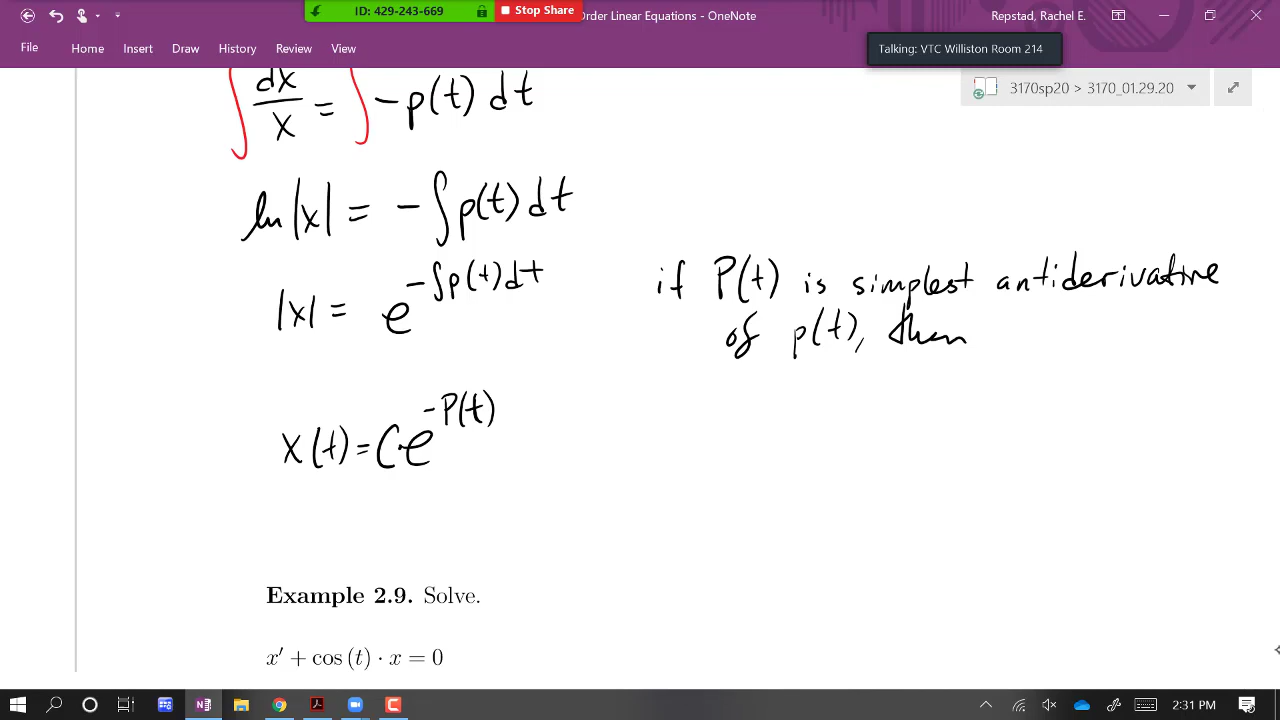 ID: 429-243-669
Stop Share
Order Linear Equations - OneNote
Repstad, Rachel E.
File Home Insert Draw History Review View
Talking: VTC Williston Room 214
3170sp20 > 3170_01.29.20
∫ dx/x = ∫ -p(t) dt
ln|x| = -∫p(t) dt
|x| = e^{-∫p(t)dt}
if P(t) is simplest antiderivative
of p(t), then
x(t) = C·e^{-P(t)}
Example 2.9. Solve.
x′ + cos (t) · x = 0
2:31 PM